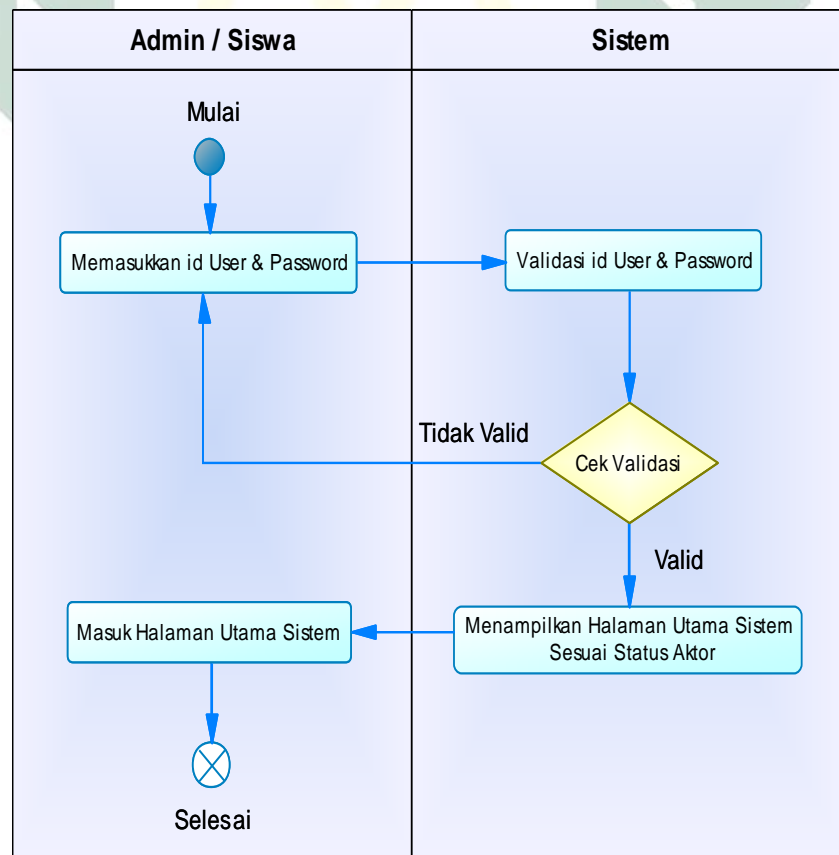 Admin / Siswa
Sistem
Mulai
Memasukkan id User & Password
Validasi id User & Password
Tidak Valid
Cek Validasi
Valid
Masuk Halaman Utama Sistem
Menampilkan Halaman Utama Sistem
Sesuai Status Aktor
Selesai